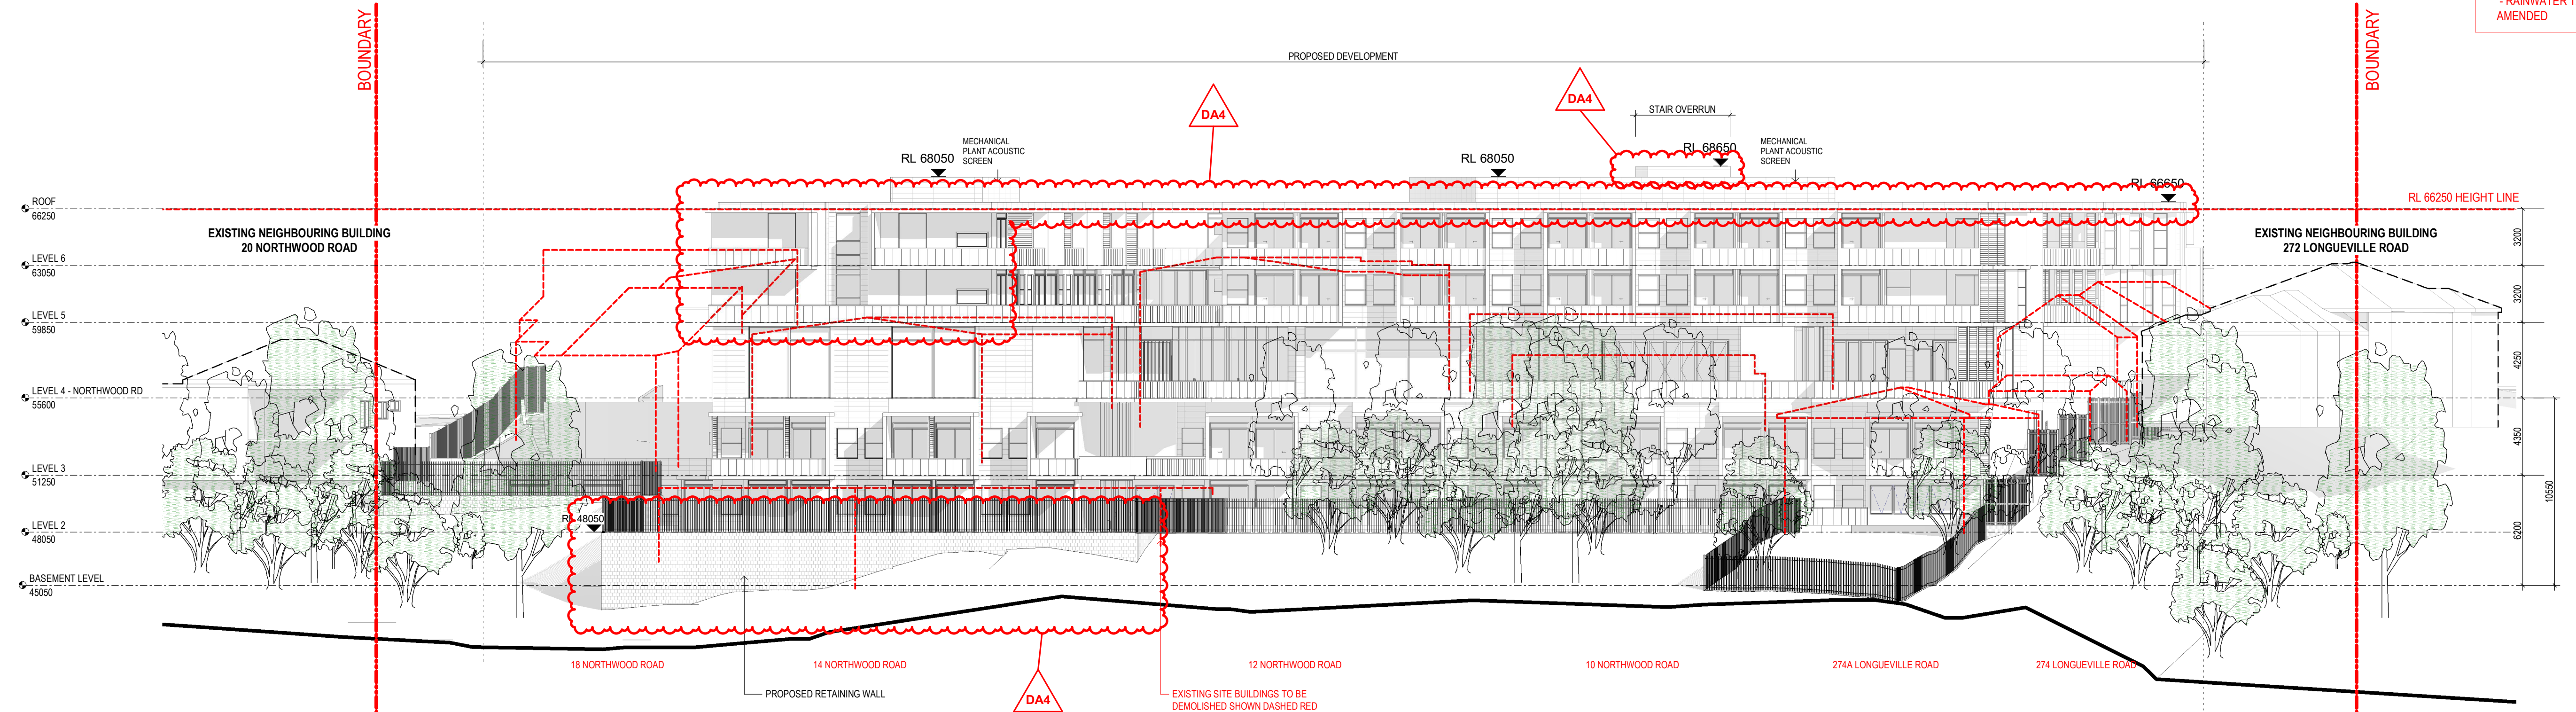 - RAINWATER
AMENDED
BOUNDARY
BOUNDARY
PROPOSED DEVELOPMENT
DA4
DA4
STAIR OVERRUN
RL 68050
MECHANICAL
PLANT ACOUSTIC
SCREEN
RL 68050
RL 68650
MECHANICAL
PLANT ACOUSTIC
SCREEN
RL 66650
RL 66250 HEIGHT LINE
ROOF
66250
EXISTING NEIGHBOURING BUILDING
20 NORTHWOOD ROAD
EXISTING NEIGHBOURING BUILDING
272 LONGUEVILLE ROAD
3200
LEVEL 6
63050
3200
LEVEL 5
59850
4250
LEVEL 4 - NORTHWOOD RD
55600
4350
LEVEL 3
51250
10550
RL 48050
LEVEL 2
48050
6200
BASEMENT LEVEL
45050
18 NORTHWOOD ROAD
14 NORTHWOOD ROAD
12 NORTHWOOD ROAD
10 NORTHWOOD ROAD
274A LONGUEVILLE ROAD
274 LONGUEVILLE ROAD
PROPOSED RETAINING WALL
DA4
EXISTING SITE BUILDINGS TO BE
DEMOLISHED SHOWN DASHED RED